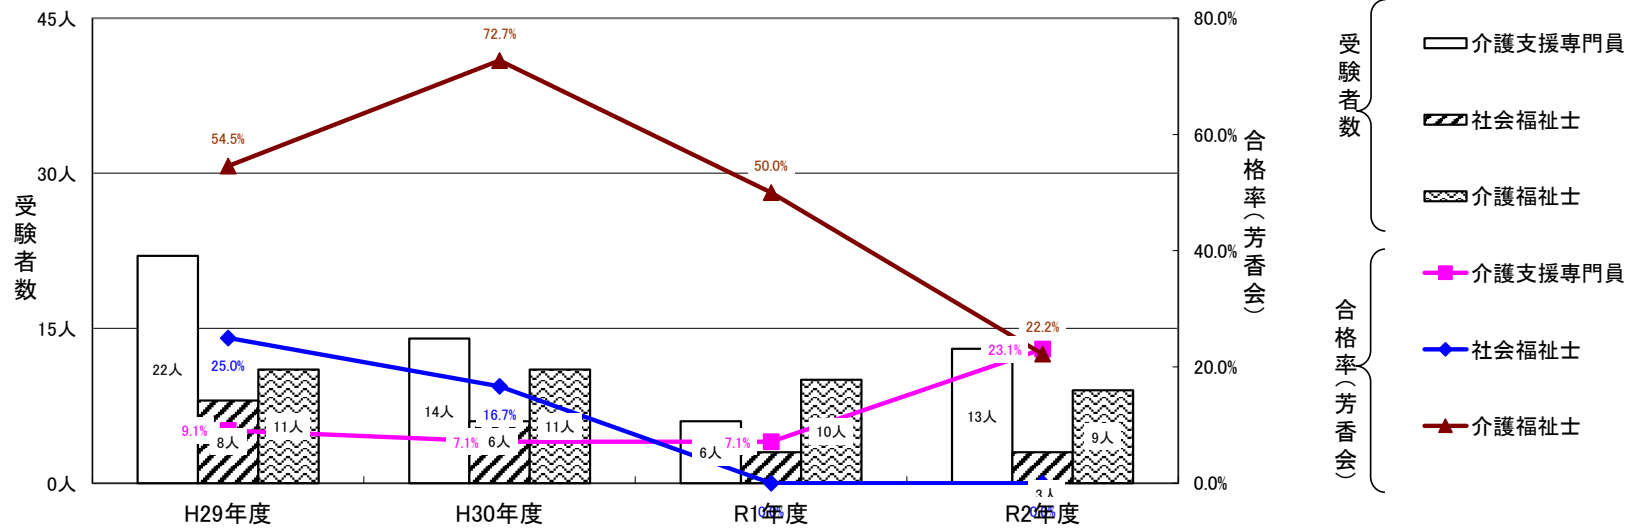 45人
30人
15人
0人
受験者数
80.0%
60.0%
40.0%
20.0%
0.0%
合格率(芳香会)
72.7%
54.5%
50.0%
22.2%
25.0%
16.7%
9.1%
7.1%
7.1%
23.1%
0.0%
22人
8人
11人
14人
6人
11人
6人
10人
13人
3人
9人
H29年度
H30年度
R1年度
R2年度
受験者数
介護支援専門員
社会福祉士
介護福祉士
合格率(芳香会)
介護支援専門員
社会福祉士
介護福祉士